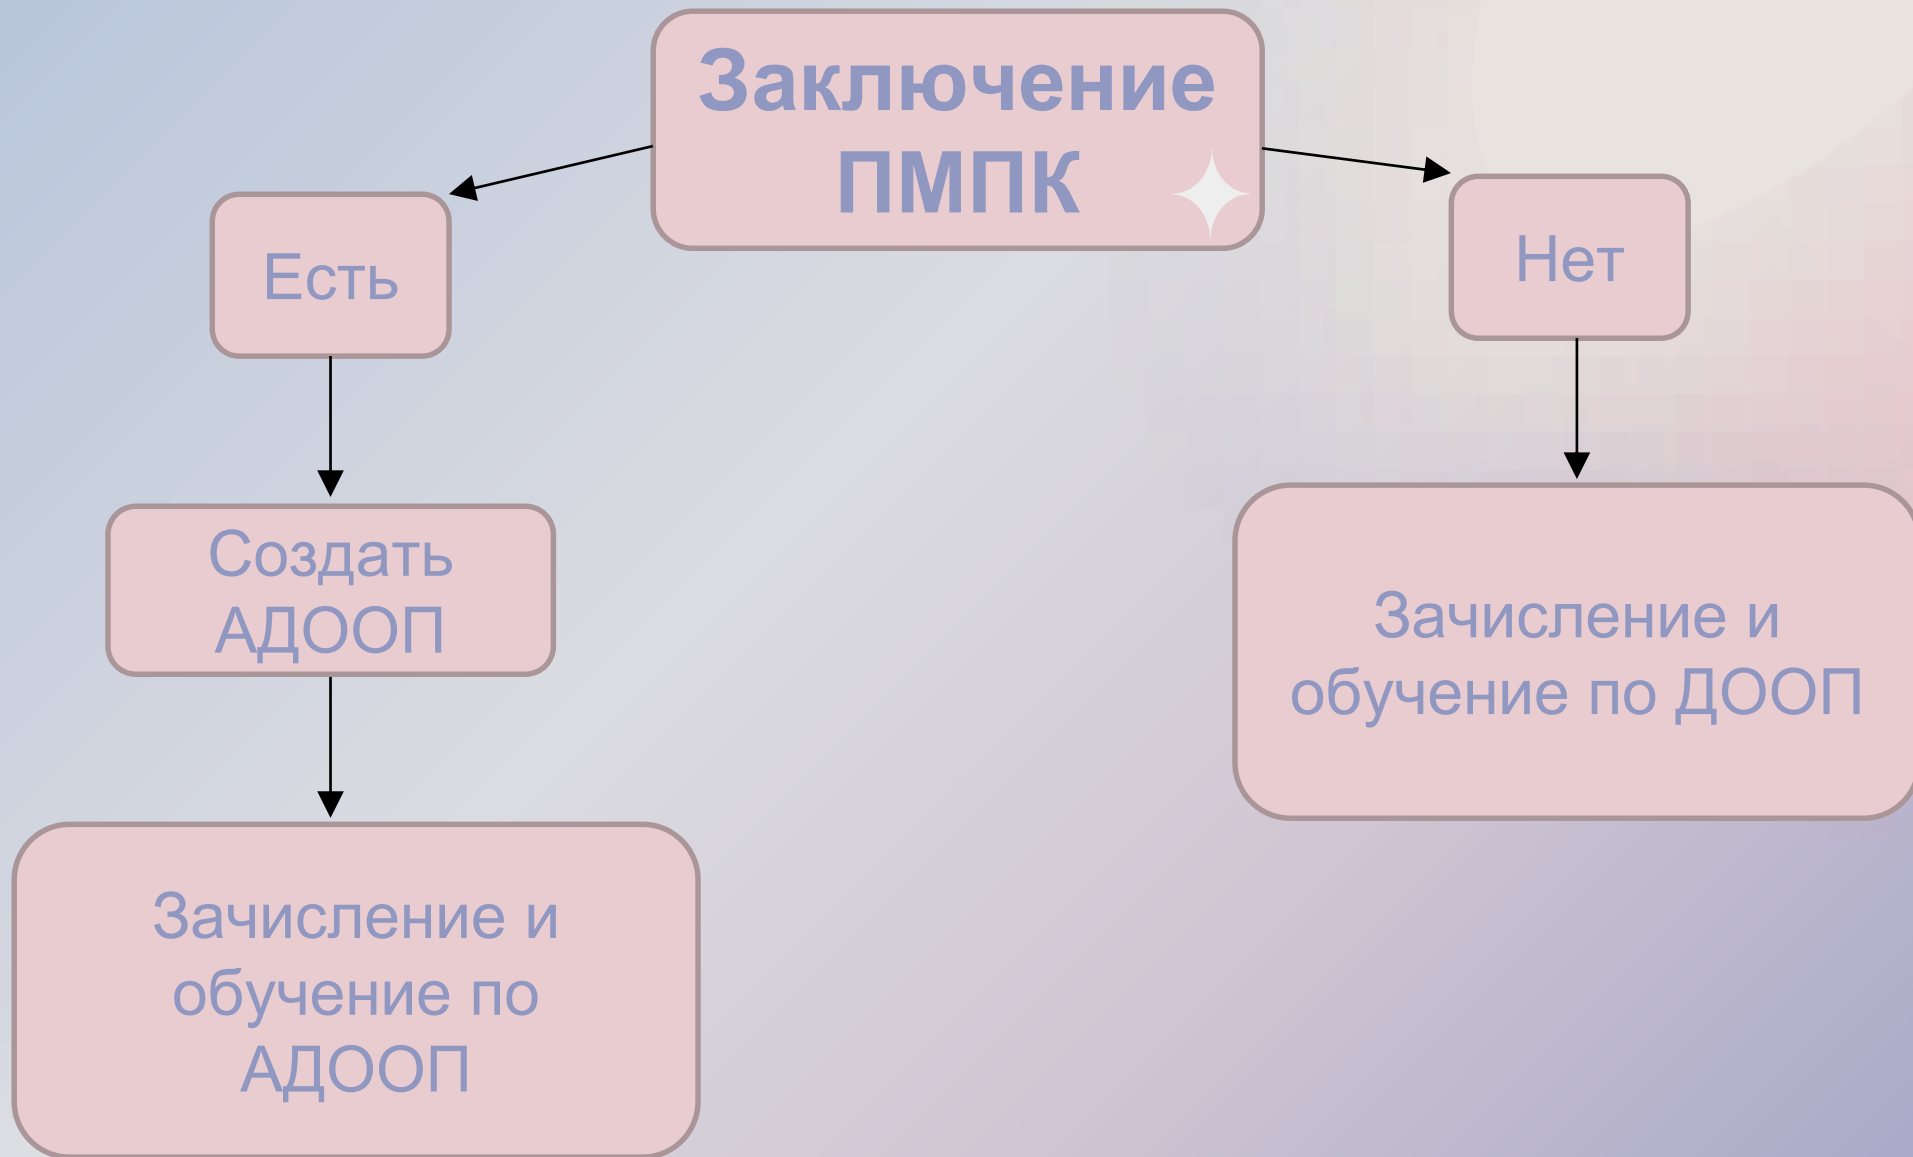 Заключение
ПМПК
Есть
Нет
Создать
АДООП
Зачисление и
обучение по ДООП
Зачисление и
обучение по
АДООП